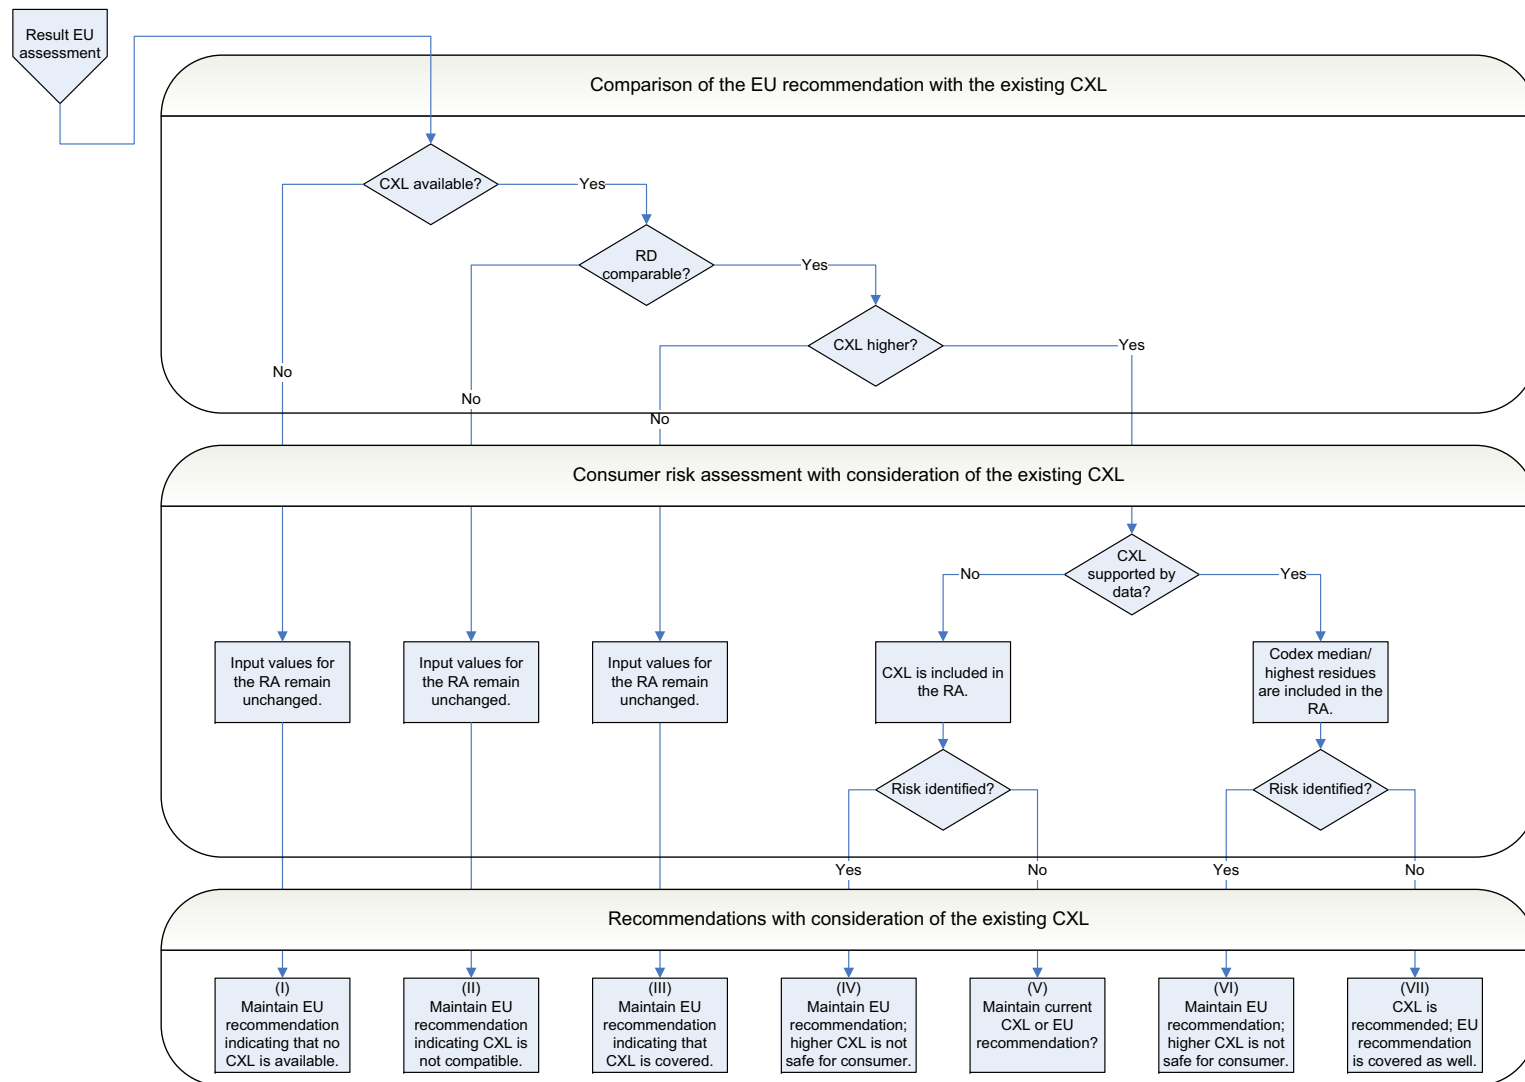 Result EU
assessment
Comparison of the EU recommendation with the existing CXL
CXL available?
Yes
RD
comparable?
Yes
CXL higher?
Yes
No
No
No
Consumer risk assessment with consideration of the existing CXL
CXL
supported by
data?
No
Yes
Input values for
the RA remain
unchanged.
Input values for
the RA remain
unchanged.
Input values for
the RA remain
unchanged.
CXL is included in
the RA.
Codex median/
highest residues
are included in the
RA.
Risk identified?
Risk identified?
Yes
No
Yes
No
Recommendations with consideration of the existing CXL
(I)
Maintain EU
recommendation
indicating that no
CXL is available.
(II)
Maintain EU
recommendation
indicating CXL is
not compatible.
(III)
Maintain EU
recommendation
indicating that
CXL is covered.
(IV)
Maintain EU
recommendation;
higher CXL is not
safe for consumer.
(V)
Maintain current
CXL or EU
recommendation?
(VI)
Maintain EU
recommendation;
higher CXL is not
safe for consumer.
(VII)
CXL is
recommended; EU
recommendation
is covered as well.